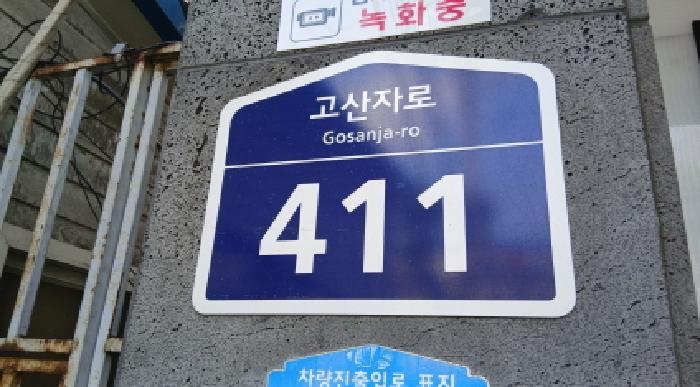 녹화중
고산자로
Gosanja-ro
411
차량진출입로 표지